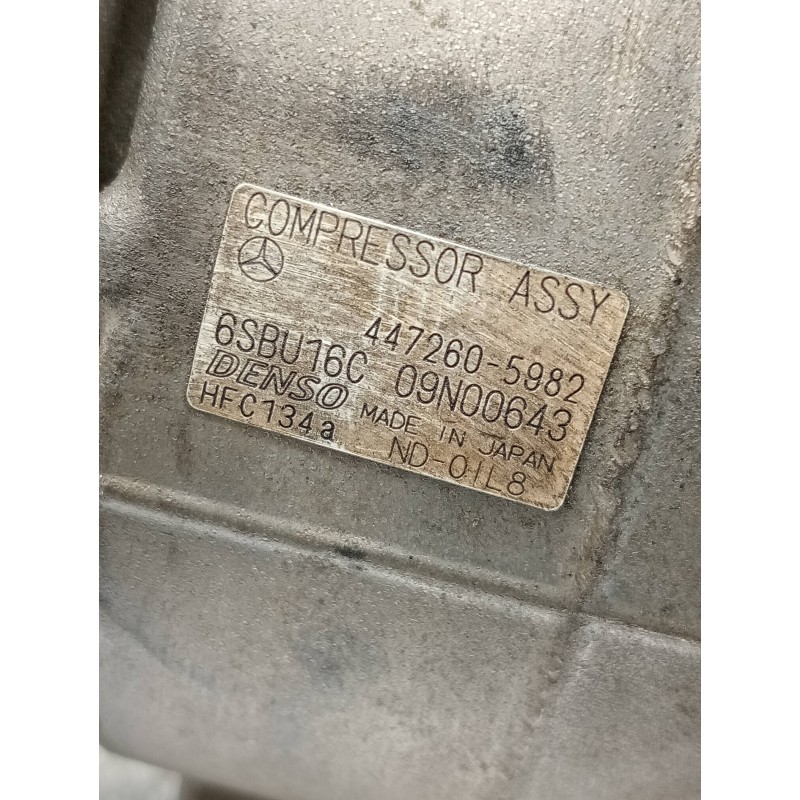 COMPRESSOR ASSY
447260-5982
6SBU16C 09N00643
DENSO MADE IN JAPAN
HFC134a ND-OIL8